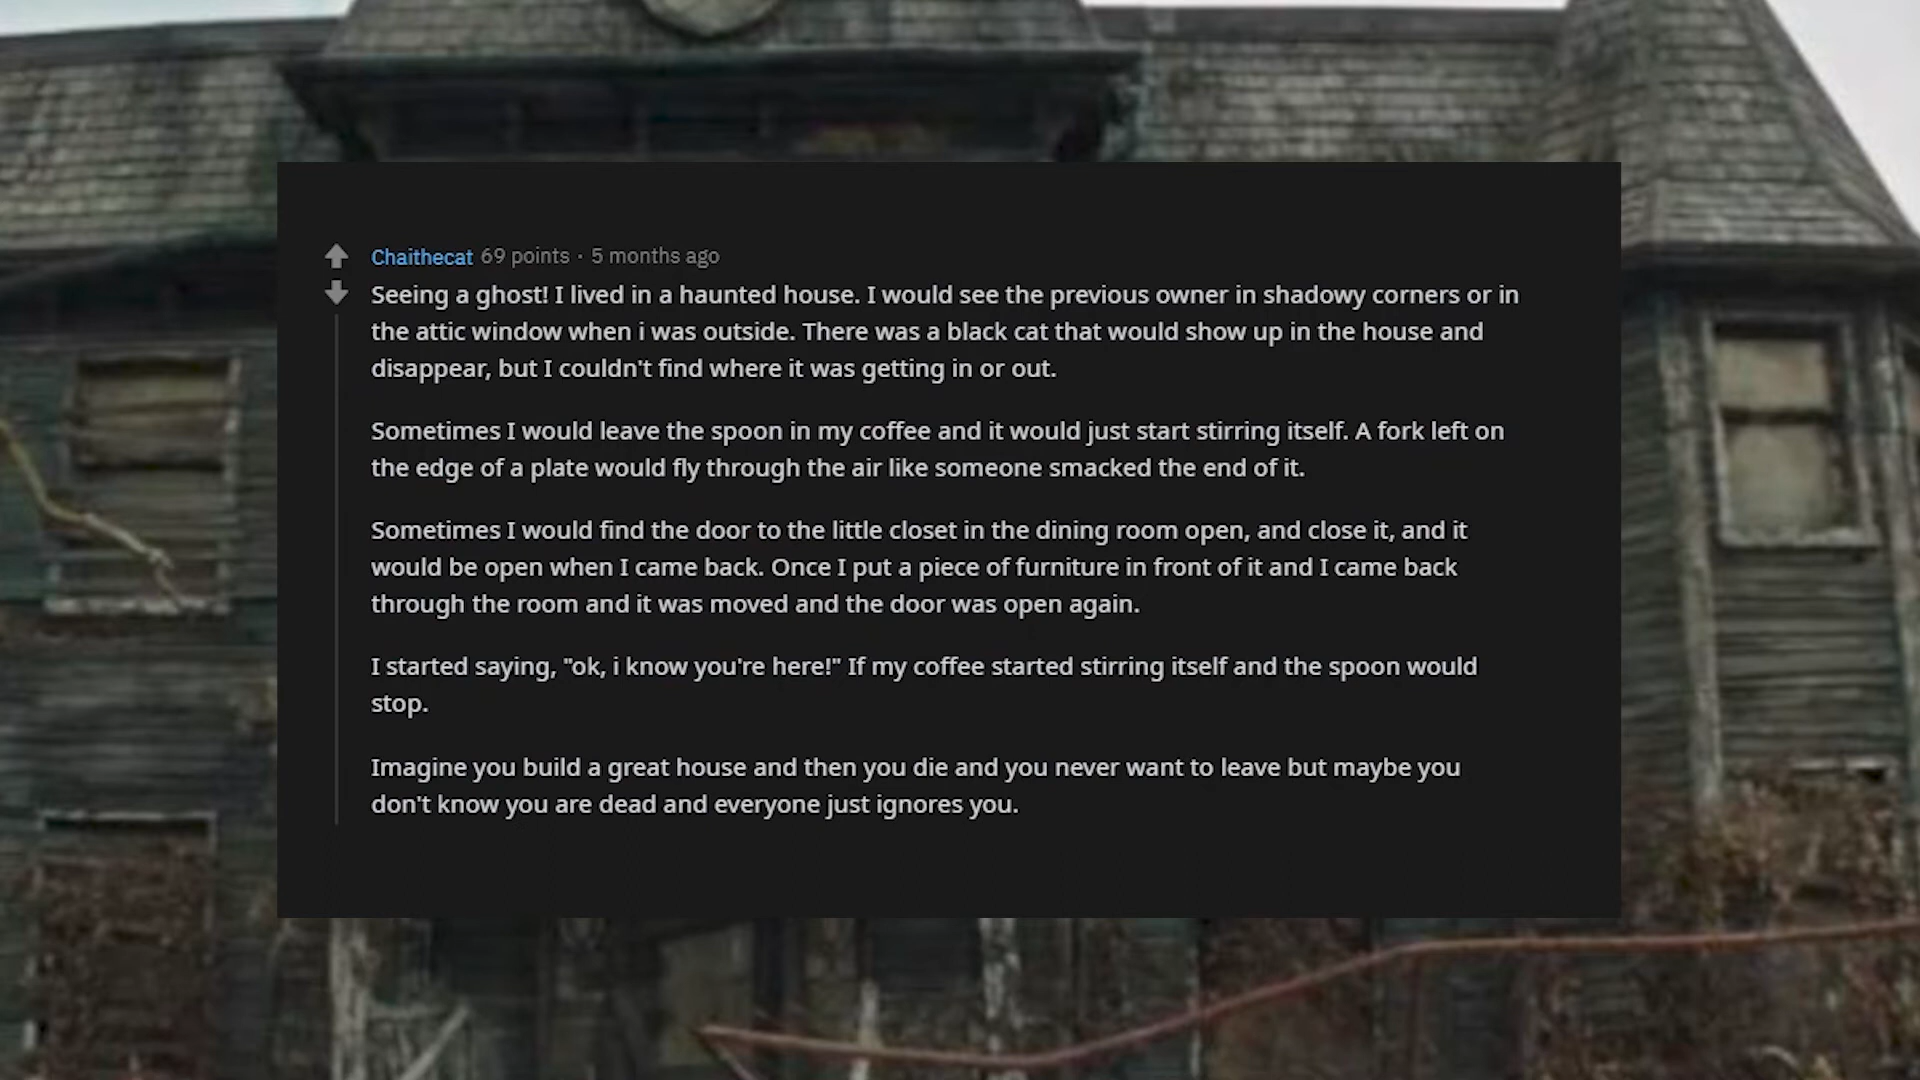 Chaithecat 69 points · 5 months ago
Seeing a ghost! I lived in a haunted house. I would see the previous owner in shadowy corners or in
the attic window when i was outside. There was a black cat that would show up in the house and
disappear, but I couldn't find where it was getting in or out.
Sometimes I would leave the spoon in my coffee and it would just start stirring itself. A fork left on
the edge of a plate would fly through the air like someone smacked the end of it.
Sometimes I would find the door to the little closet in the dining room open, and close it, and it
would be open when I came back. Once I put a piece of furniture in front of it and I came back
through the room and it was moved and the door was open again.
I started saying, "ok, i know you're here!" If my coffee started stirring itself and the spoon would
stop.
Imagine you build a great house and then you die and you never want to leave but maybe you
don't know you are dead and everyone just ignores you.